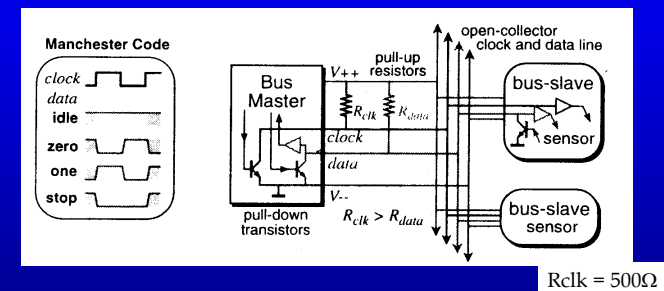 Manchester Code
clock
data
idle
zero
one
stop
Bus
Master
pull-down
transistors
V++
pull-up
resistors
Rclk
Rdata
clock
data
V--
Rclk > Rdata
open-collector
clock and data line
bus-slave
sensor
bus-slave
sensor
Rclk = 500Ω